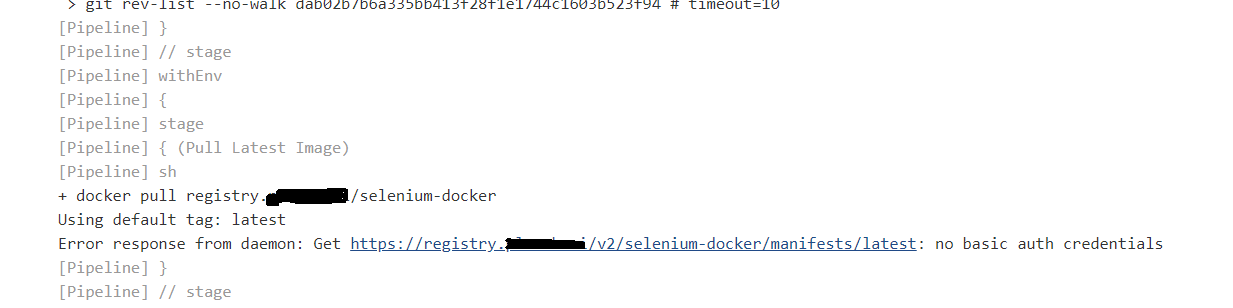 > git rev-list --no-walk dab02b7b6a335bb413f28f1e1744c1603b523f94 # timeout=10
[Pipeline] }
[Pipeline] // stage
[Pipeline] withEnv
[Pipeline] {
[Pipeline] stage
[Pipeline] { (Pull Latest Image)
[Pipeline] sh
+ docker pull registry. /selenium-docker
Using default tag: latest
Error response from daemon: Get https://registry. /v2/selenium-docker/manifests/latest: no basic auth credentials
[Pipeline] }
[Pipeline] // stage